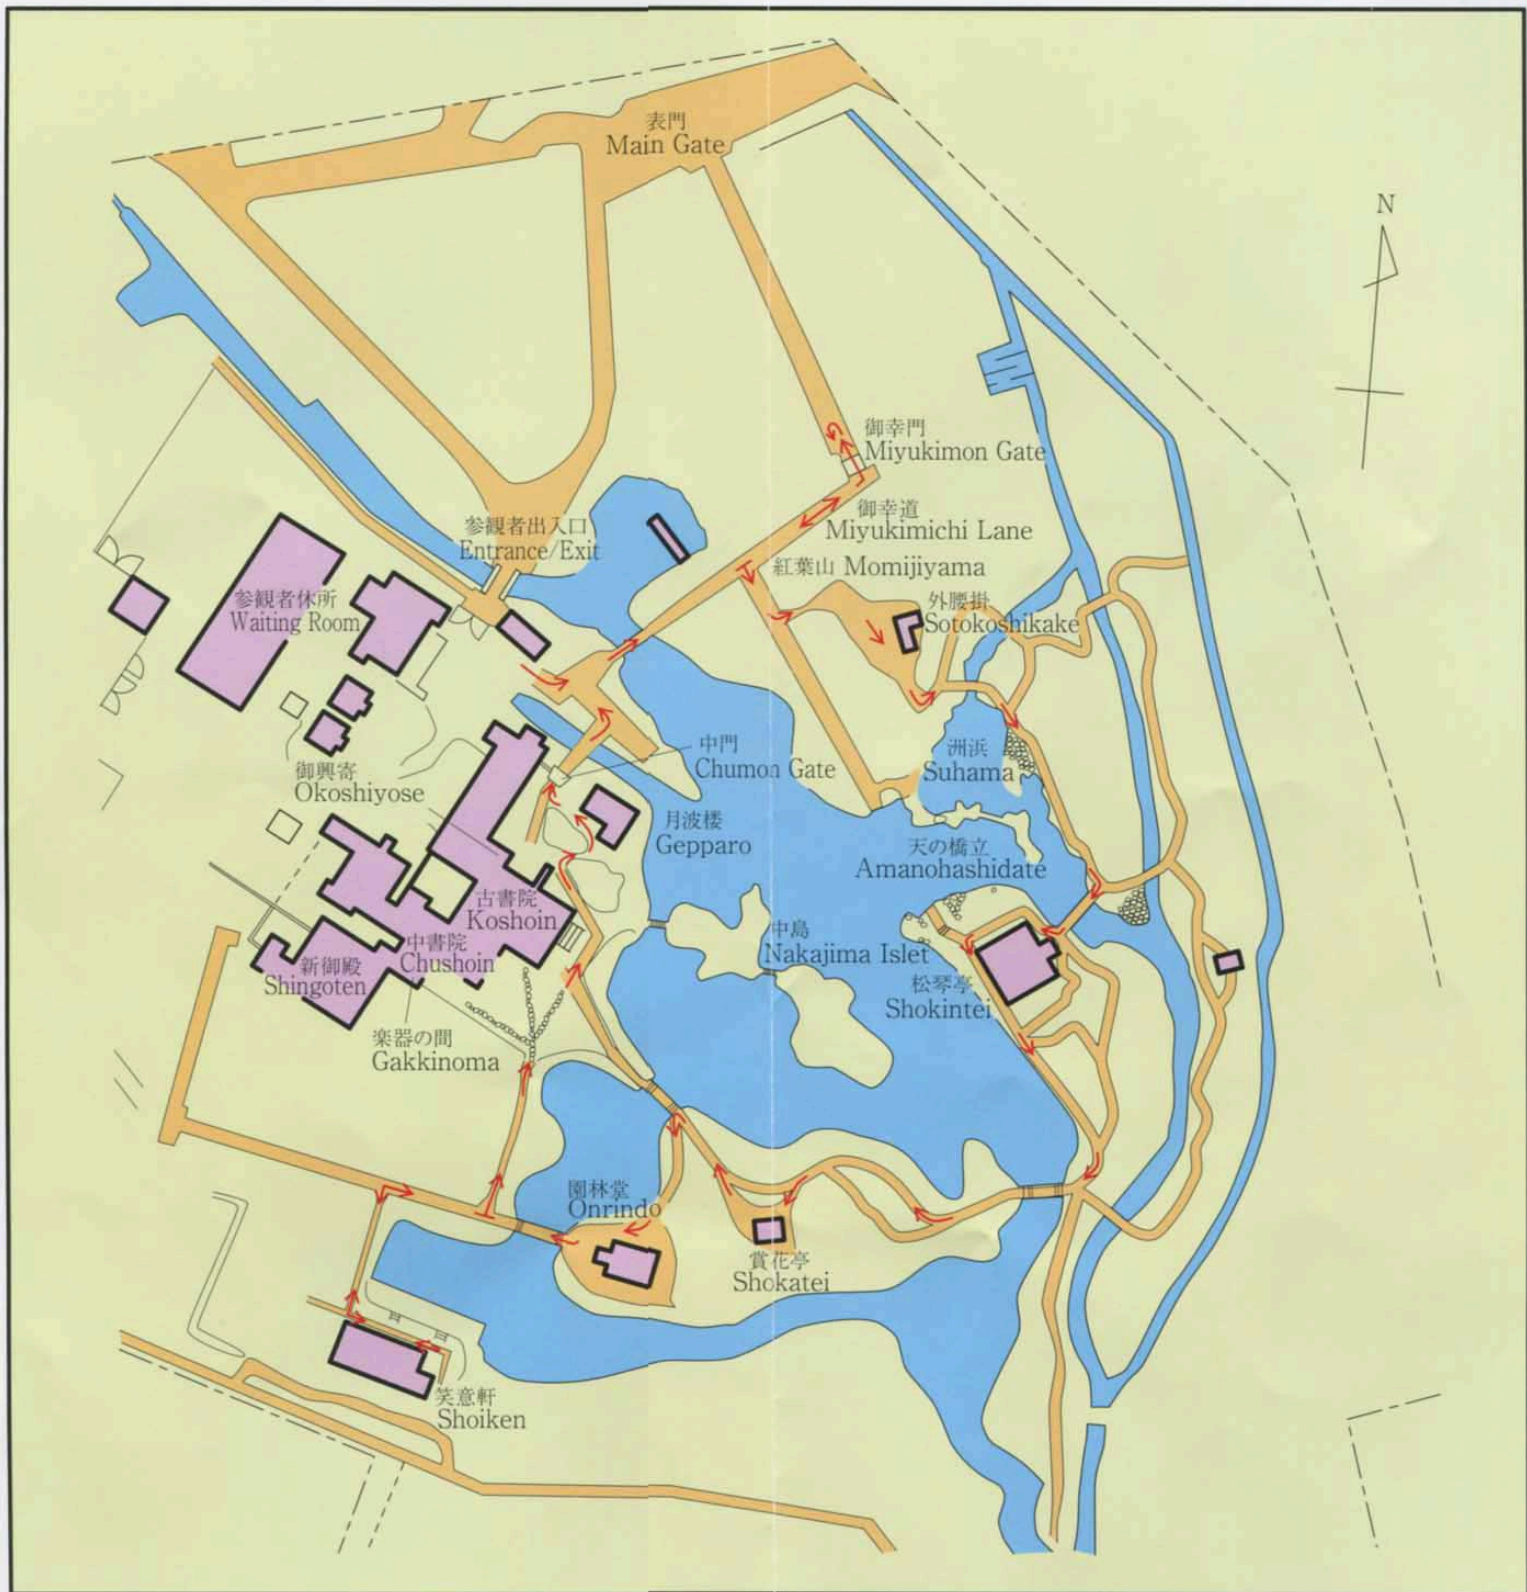 表門
Main Gate
N
御幸門
Miyukimon Gate
御幸道
Miyukimichi Lane
参観者出入口
Entrance/Exit
紅葉山 Momijiyama
外腰掛
Sotokoshikake
参観者休所
Waiting Room
中門
Chumon Gate
洲浜
Suhama
御輿寄
Okoshiyose
月波楼
Gepparo
天の橋立
Amanohashidate
古書院
Koshoin
中書院
Chushoin
新御殿
Shingoten
中島
Nakajima Islet
松琴亭
Shokintei
楽器の間
Gakkinoma
園林堂
Onrindo
賞花亭
Shokatei
笑意軒
Shoiken